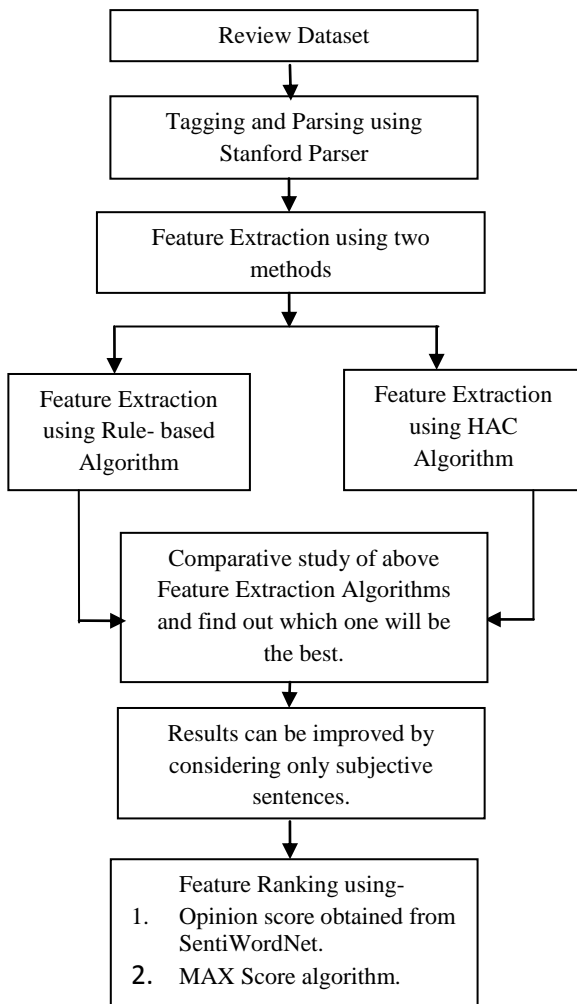 Review Dataset
Tagging and Parsing using
Stanford Parser
Feature Extraction using two
methods
Feature Extraction
using Rule- based
Algorithm
Feature Extraction
using HAC
Algorithm
Comparative study of above
Feature Extraction Algorithms
and find out which one will be
the best.
Results can be improved by
considering only subjective
sentences.
Feature Ranking using-
1. Opinion score obtained from
SentiWordNet.
2. MAX Score algorithm.